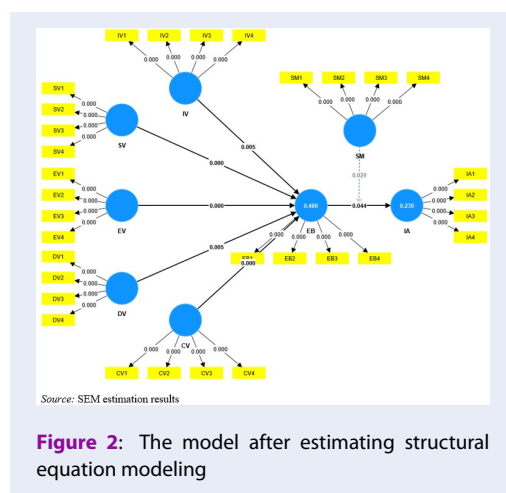 IV1 IV2 IV3 IV4
0.000 0.000 0.000 0.000
IV
SM1 SM2 SM3 SM4
0.000 0.000 0.000 0.000
SM
SV1
SV2
SV3
SV4
0.000
0.000
0.000
0.000
SV
0.005
0.000
EV1
EV2
EV3
EV4
0.000
0.000
0.000
0.000
EV
0.000
0.480
EB
0.044
0.230
IA
IA1
IA2
IA3
IA4
0.000
0.000
0.000
0.000
0.000 0.000 0.000 0.000
EB1 EB2 EB3 EB4
DV1
DV2
DV3
DV4
0.000
0.000
0.000
0.000
DV
0.005
0.000
CV
0.000 0.000 0.000 0.000
CV1 CV2 CV3 CV4
Source: SEM estimation results
Figure 2: The model after estimating structural
equation modeling